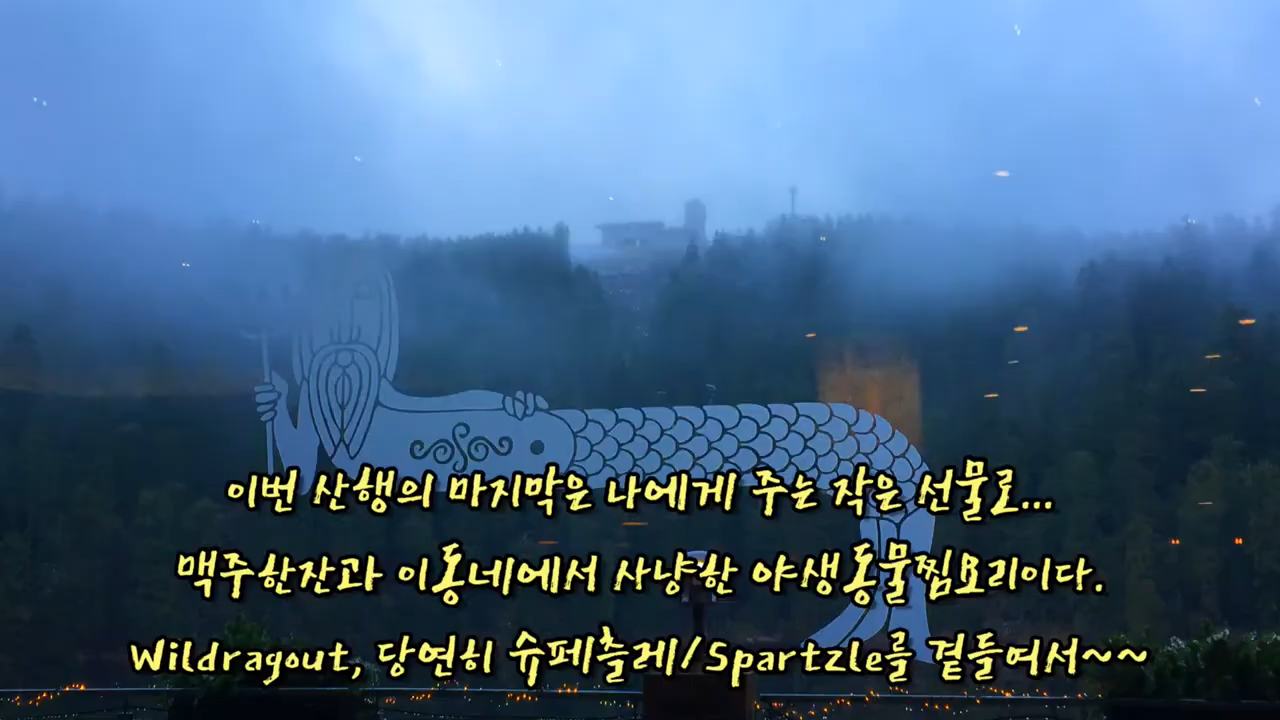 이번 산행의 마지막은 나에게 주는 작은 선물로...
맥주한잔과 이동네에서 사냥한 야생동물찜요리이다.
Wildragout, 당연히 슈페츨레/Spartzle를 곁들여서~~